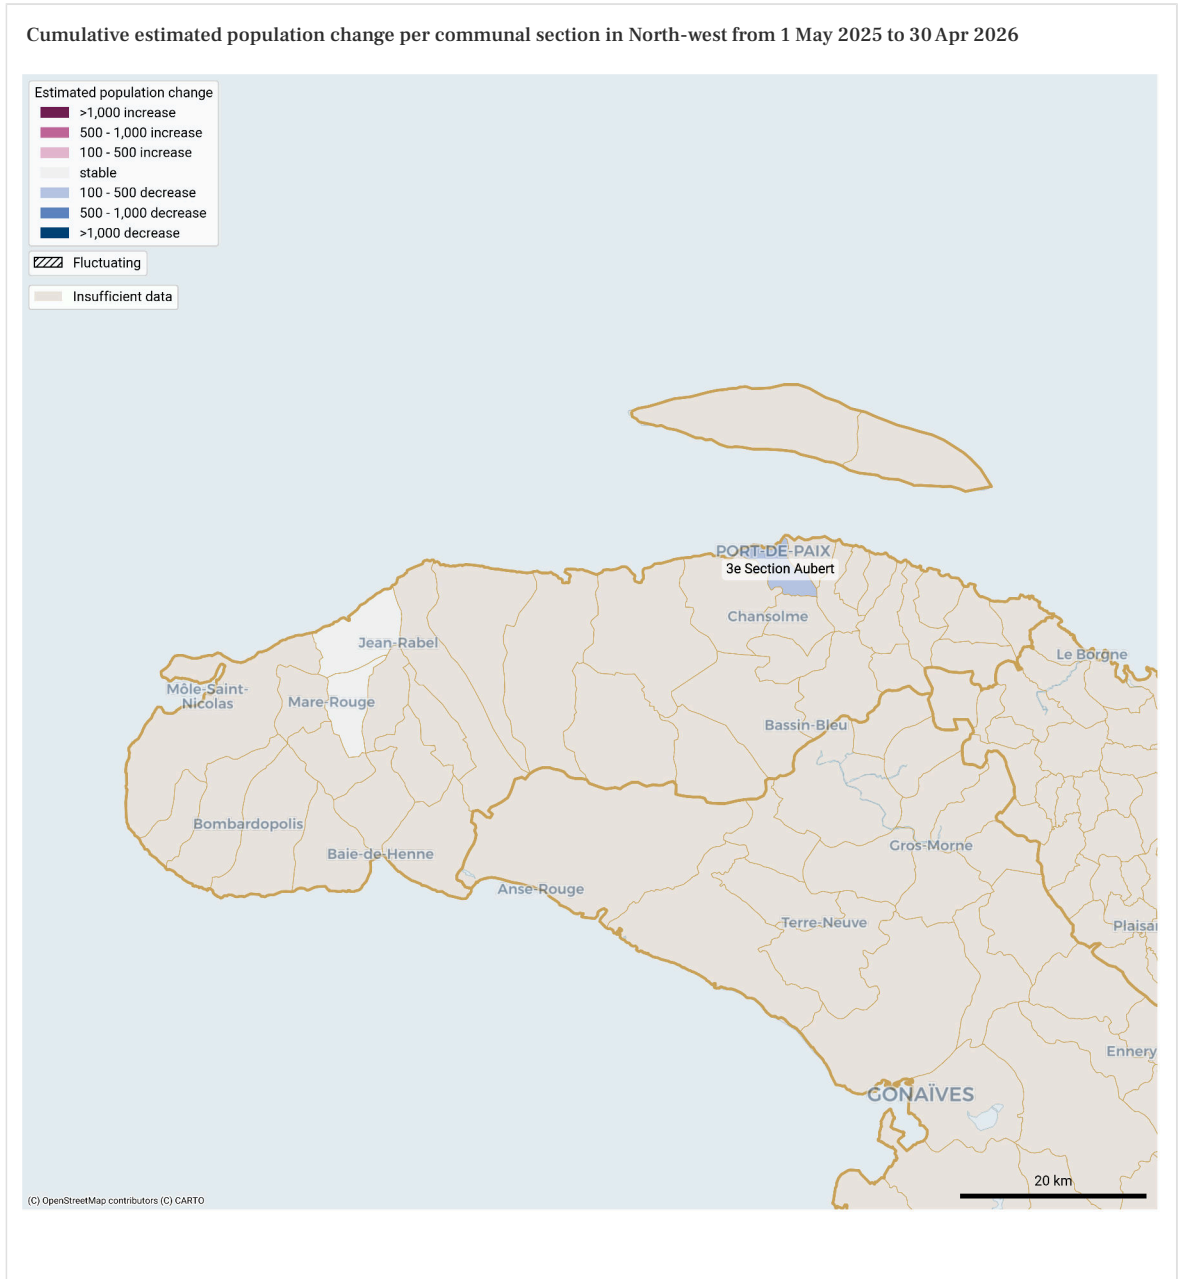 Cumulative estimated population change per communal section in North-west from 1 May 2025 to 30 Apr 2026
Estimated population change
>1,000 increase
500 - 1,000 increase
100 - 500 increase
stable
100 - 500 decrease
500 - 1,000 decrease
>1,000 decrease
Fluctuating
Insufficient data
PORT-DE-PAIX
3e Section Aubert
Chansolme
Jean-Rabel
Le Borgne
Môle-Saint-
Nicolas
Mare-Rouge
Bassin-Bleu
Bombardopolis
Gros-Morne
Baie-de-Henne
Anse-Rouge
Terre-Neuve
Plaisa
Ennery
GONAÏVES
20 km
(C) OpenStreetMap contributors (C) CARTO